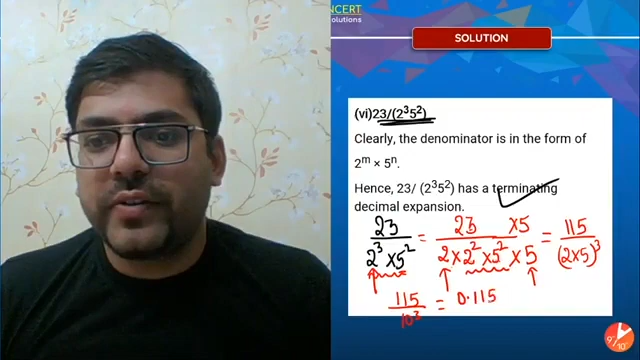 NCERT
Solutions
SOLUTION
(vi)23/(2³5²)
Clearly, the denominator is in the form of
2ᵐ × 5ⁿ.
Hence, 23/ (2³5²) has a terminating
decimal expansion.
23/(2³ × 5²) = (23 × 5)/(2 × 2² × 5² × 5) = 115/(2×5)³
115/10³ = 0.115